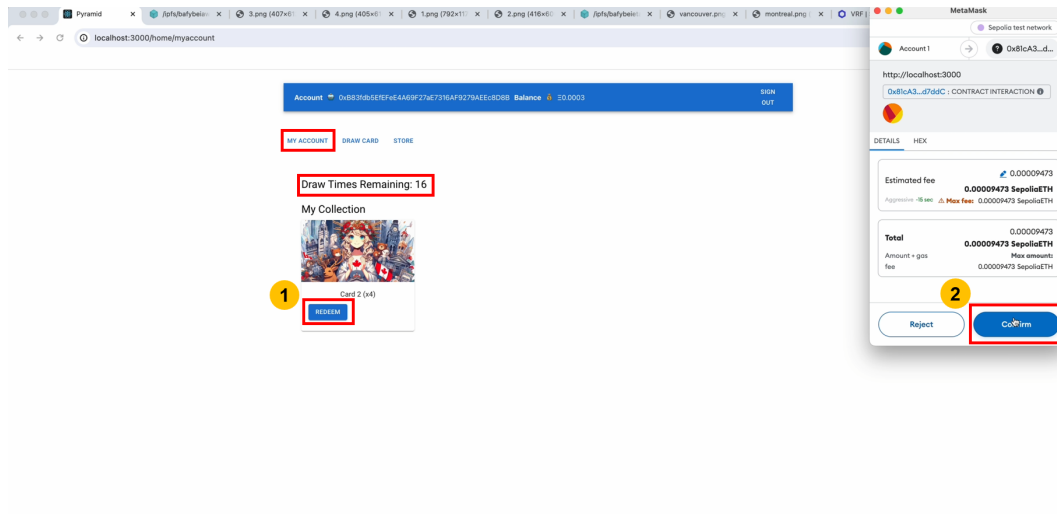 Pyramid
/ipfs/bafybeia
3.png (407×61
4.png (405×61
1.png (792×11
2.png (416×60
/ipfs/bafybeiet
vancouver.png
montreal.png
VRF |
localhost:3000/home/myaccount
Account 0xB83fdb5EfEFeE4A69F27aE7316AF9279AEEc8D8B Balance Ξ0.0003
SIGN OUT
MY ACCOUNT DRAW CARD STORE
Draw Times Remaining: 16
My Collection
Card 2 (x4)
1
REDEEM
MetaMask
Sepolia test network
Account 1
0x81cA3...d...
http://localhost:3000
0x81cA3...d7ddC : CONTRACT INTERACTION
DETAILS HEX
Estimated fee
0.00009473
0.00009473 SepoliaETH
Aggressive ~15 sec Max fee: 0.00009473 SepoliaETH
Total
0.00009473
0.00009473 SepoliaETH
Amount + gas fee
Max amount:
0.00009473 SepoliaETH
2
Reject
Confirm